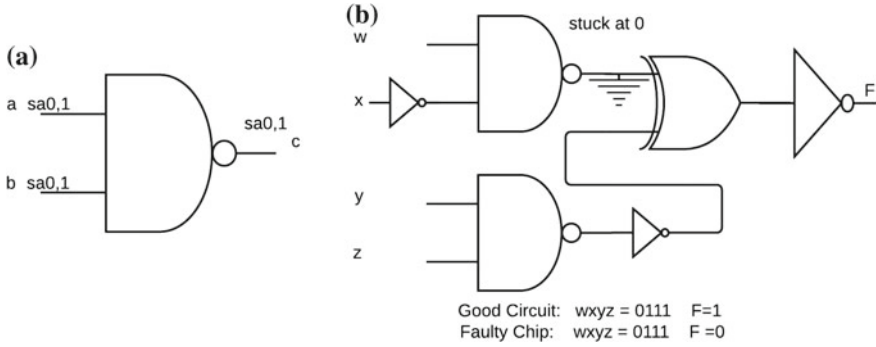 (a)
a sa0,1
b sa0,1
sa0,1
c
(b)
stuck at 0
w
x
F
y
z
Good Circuit: wxyz = 0111 F=1
Faulty Chip: wxyz = 0111 F =0